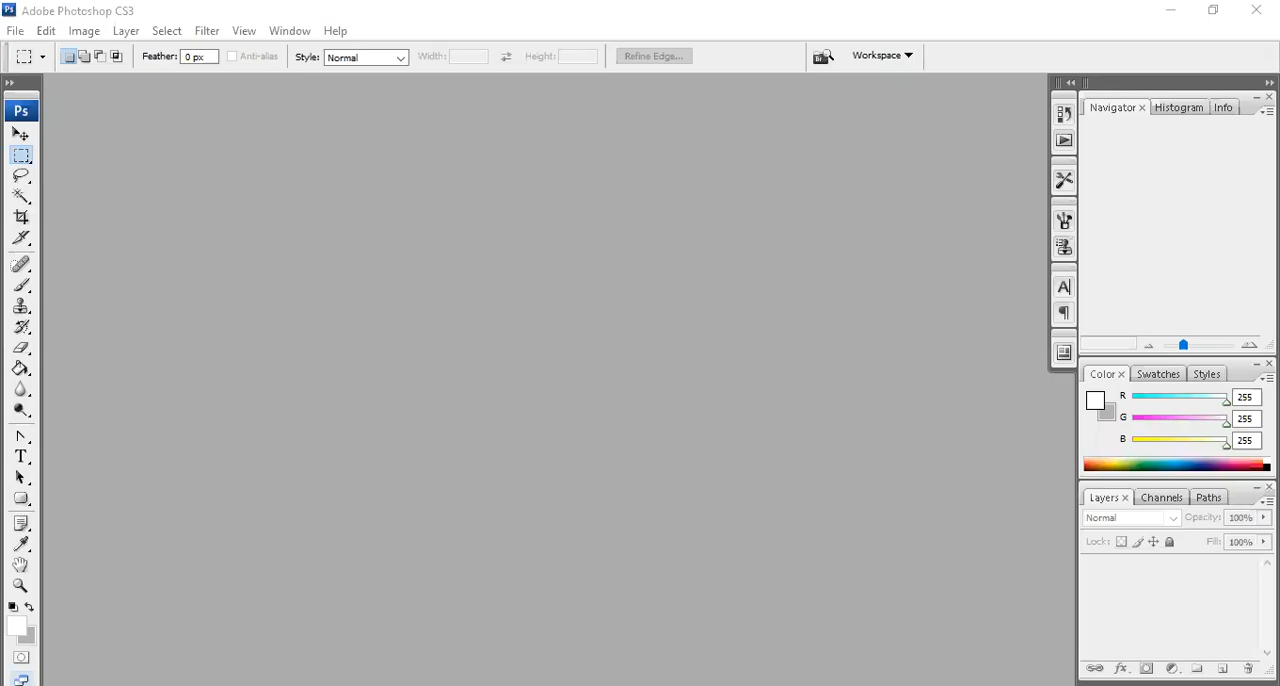 Ps Adobe Photoshop CS3
File Edit Image Layer Select Filter View Window Help
Feather: 0 px Anti-alias Style: Normal Width: Height: Refine Edge... Br Workspace
Ps
Navigator Histogram Info
Color Swatches Styles
R 255
G 255
B 255
Layers Channels Paths
Normal Opacity: 100%
Lock: Fill: 100%